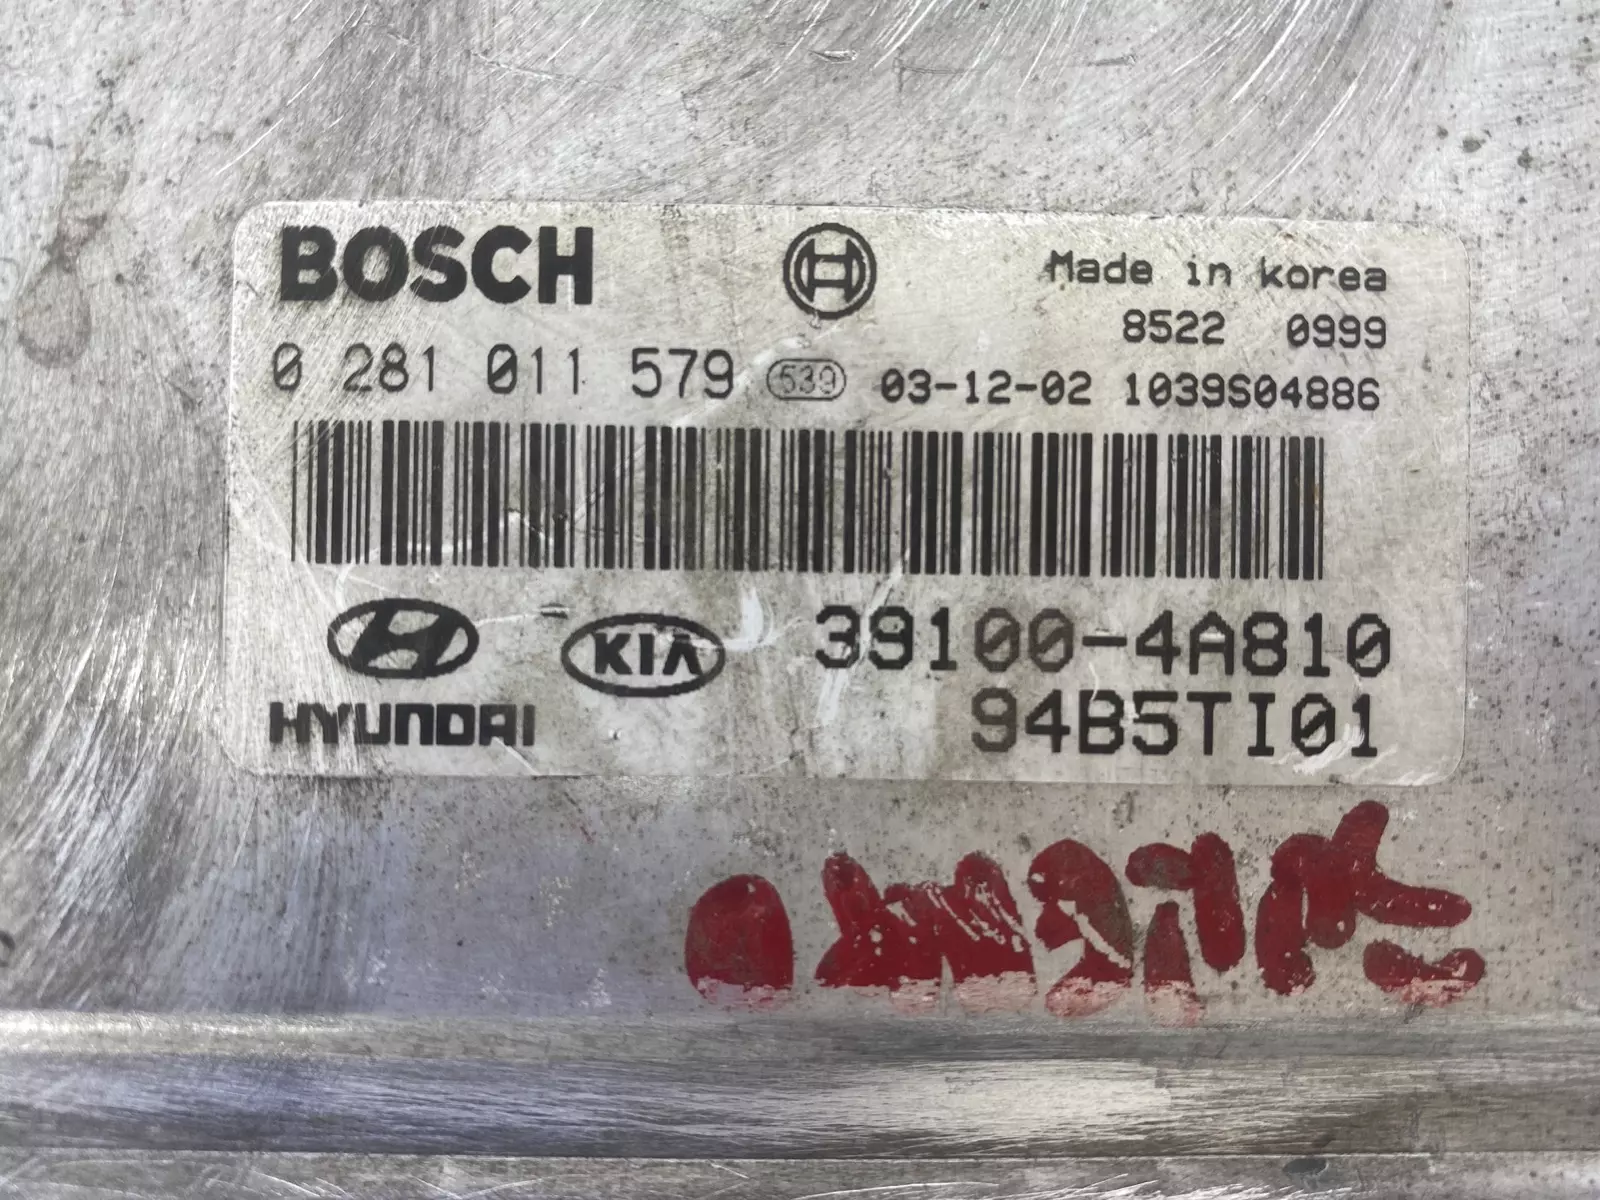 BOSCH
Made in korea
8522 0999
0 281 011 579 539 03-12-02 1039S04886
KIA 39100-4A810
HYUNDAI 94B5TI01